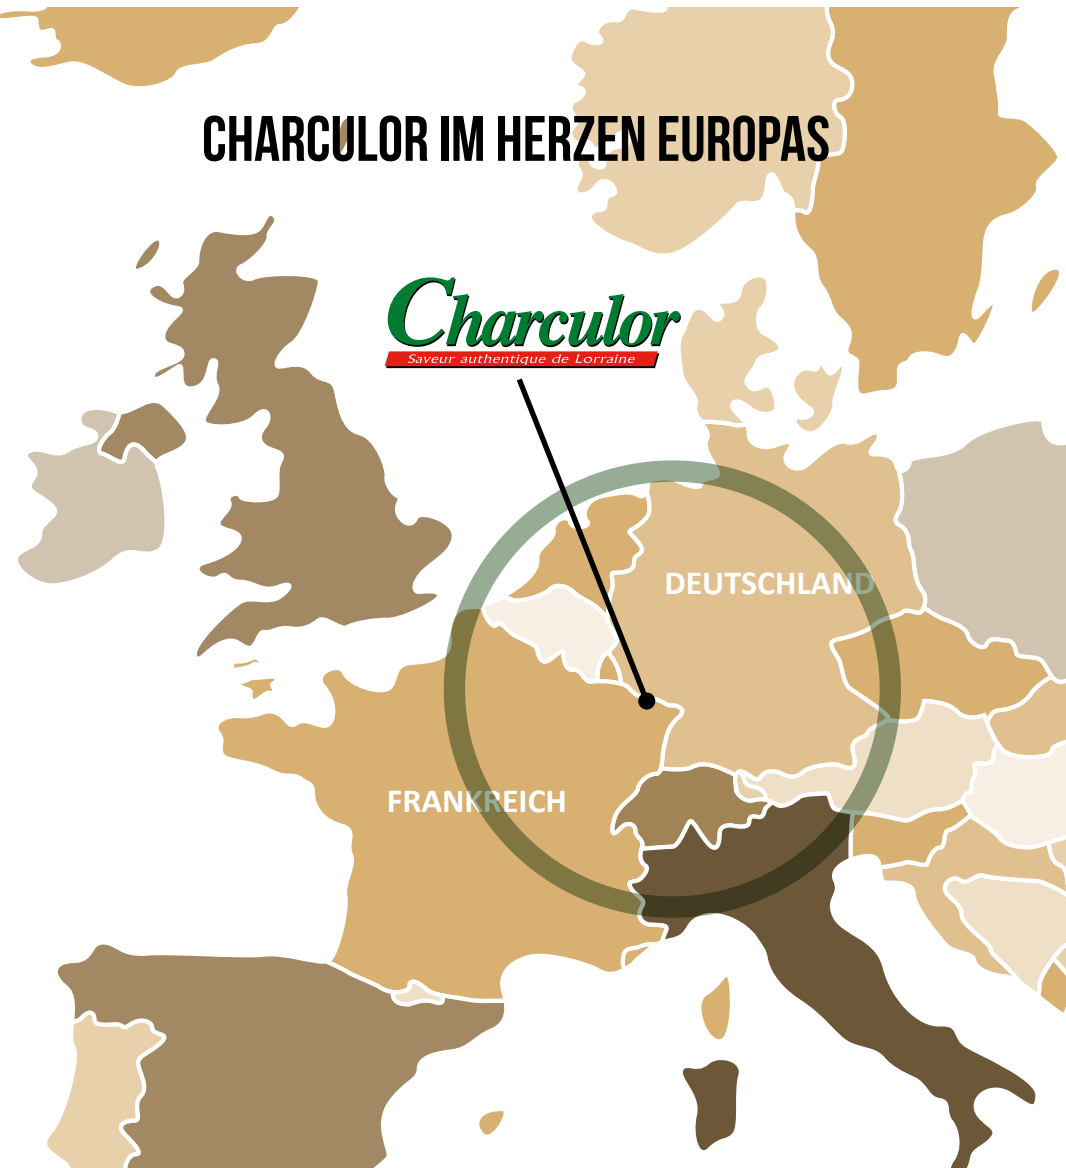 CHARCULOR IM HERZEN EUROPAS
Charculor
Saveur authentique de Lorraine
DEUTSCHLAND
FRANKREICH